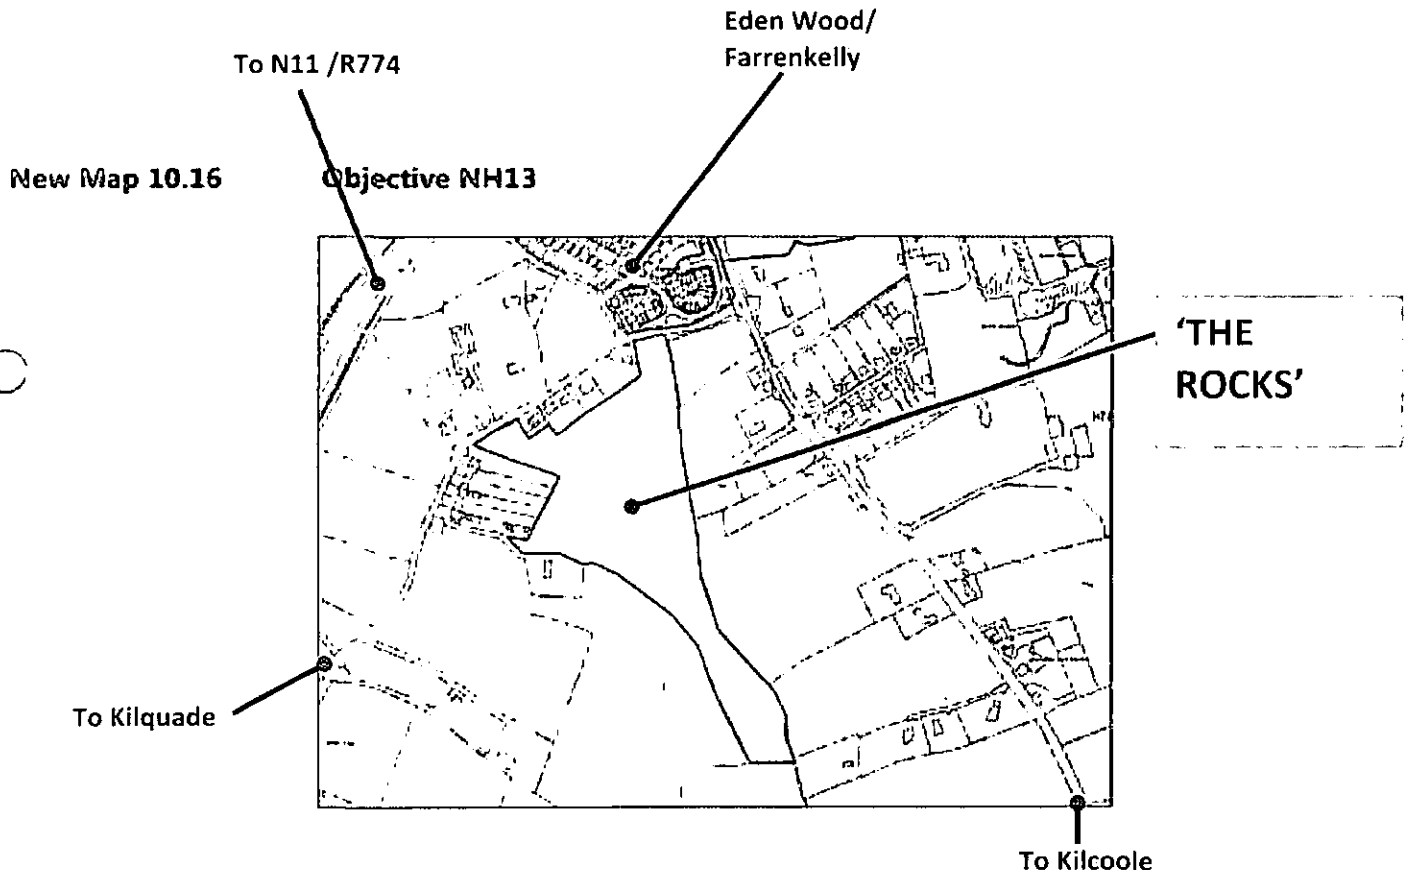 Eden Wood/
Farrenkelly
To N11 /R774
New Map 10.16 Objective NH13
'THE
ROCKS'
To Kilquade
To Kilcoole